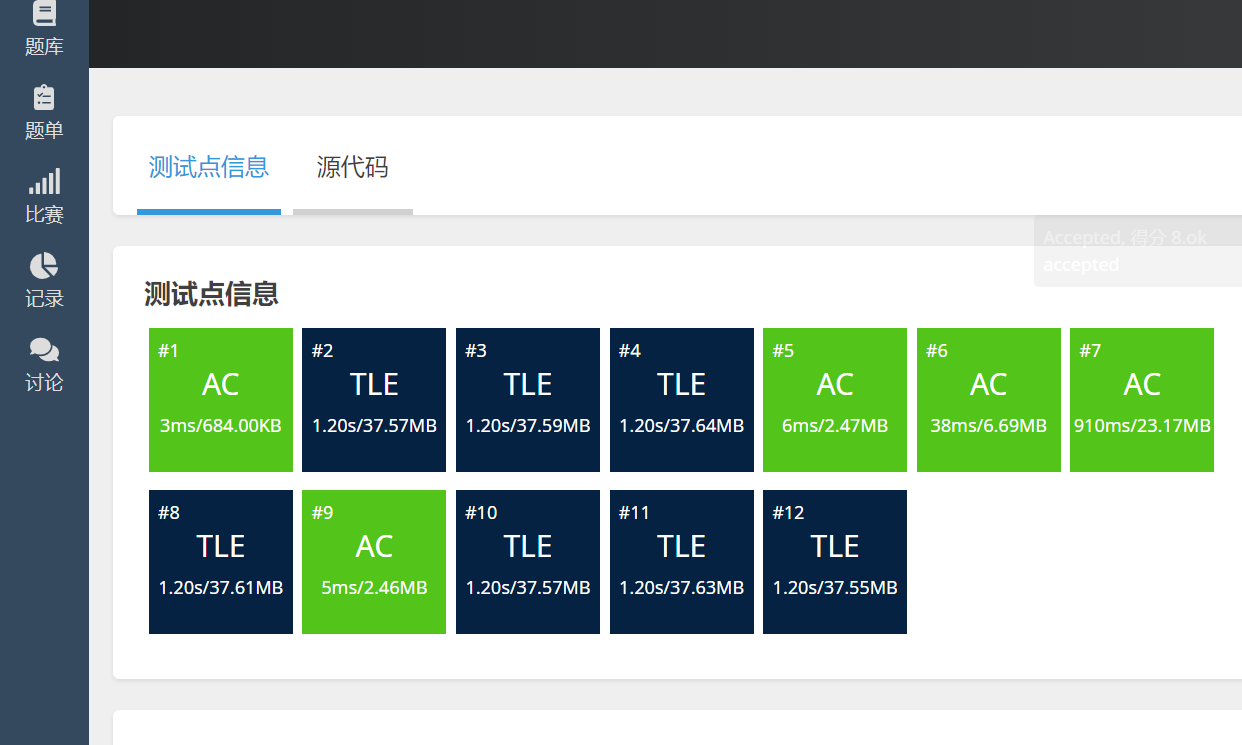 题库
题单
比赛
记录
讨论
测试点信息
源代码
Accepted, 得分 8.ok
accepted
测试点信息
#1
AC
3ms/684.00KB
#2
TLE
1.20s/37.57MB
#3
TLE
1.20s/37.59MB
#4
TLE
1.20s/37.64MB
#5
AC
6ms/2.47MB
#6
AC
38ms/6.69MB
#7
AC
910ms/23.17MB
#8
TLE
1.20s/37.61MB
#9
AC
5ms/2.46MB
#10
TLE
1.20s/37.57MB
#11
TLE
1.20s/37.63MB
#12
TLE
1.20s/37.55MB